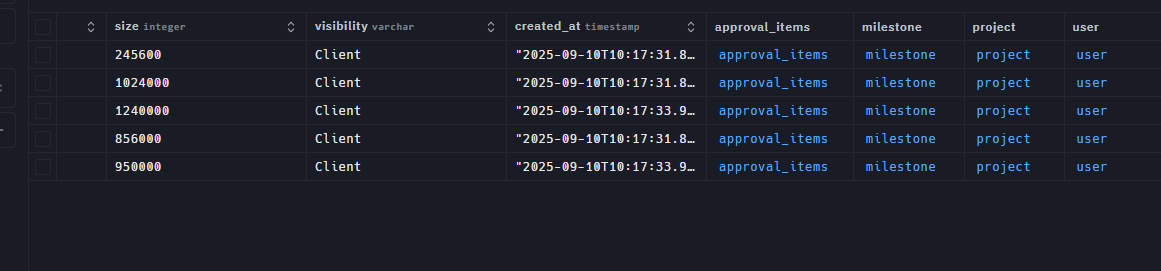 size integer visibility varchar created_at timestamp approval_items milestone project user
245600 Client "2025-09-10T10:17:31.8… approval_items milestone project user
1024000 Client "2025-09-10T10:17:31.8… approval_items milestone project user
1240000 Client "2025-09-10T10:17:33.9… approval_items milestone project user
856000 Client "2025-09-10T10:17:31.8… approval_items milestone project user
950000 Client "2025-09-10T10:17:33.9… approval_items milestone project user